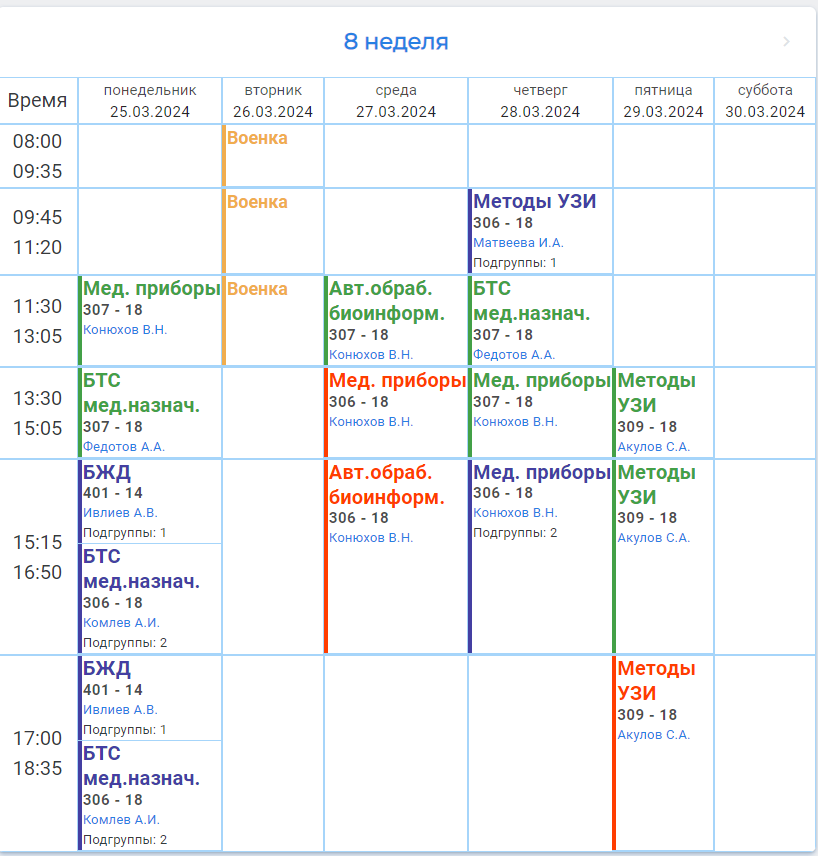 8 неделя
Время
понедельник
25.03.2024
вторник
26.03.2024
среда
27.03.2024
четверг
28.03.2024
пятница
29.03.2024
суббота
30.03.2024
08:00
09:35
Военка
09:45
11:20
Военка
Методы УЗИ
306 - 18
Матвеева И.А.
Подгруппы: 1
11:30
13:05
Мед. приборы
307 - 18
Конюхов В.Н.
Военка
Авт.обраб.
биоинформ.
307 - 18
Конюхов В.Н.
БТС
мед.назнач.
307 - 18
Федотов А.А.
13:30
15:05
БТС
мед.назнач.
307 - 18
Федотов А.А.
Мед. приборы
306 - 18
Конюхов В.Н.
Мед. приборы
307 - 18
Конюхов В.Н.
Методы
УЗИ
309 - 18
Акулов С.А.
15:15
16:50
БЖД
401 - 14
Ивлиев А.В.
Подгруппы: 1
БТС
мед.назнач.
306 - 18
Комлев А.И.
Подгруппы: 2
Авт.обраб.
биоинформ.
306 - 18
Конюхов В.Н.
Мед. приборы
306 - 18
Конюхов В.Н.
Подгруппы: 2
Методы
УЗИ
309 - 18
Акулов С.А.
17:00
18:35
БЖД
401 - 14
Ивлиев А.В.
Подгруппы: 1
БТС
мед.назнач.
306 - 18
Комлев А.И.
Подгруппы: 2
Методы
УЗИ
309 - 18
Акулов С.А.